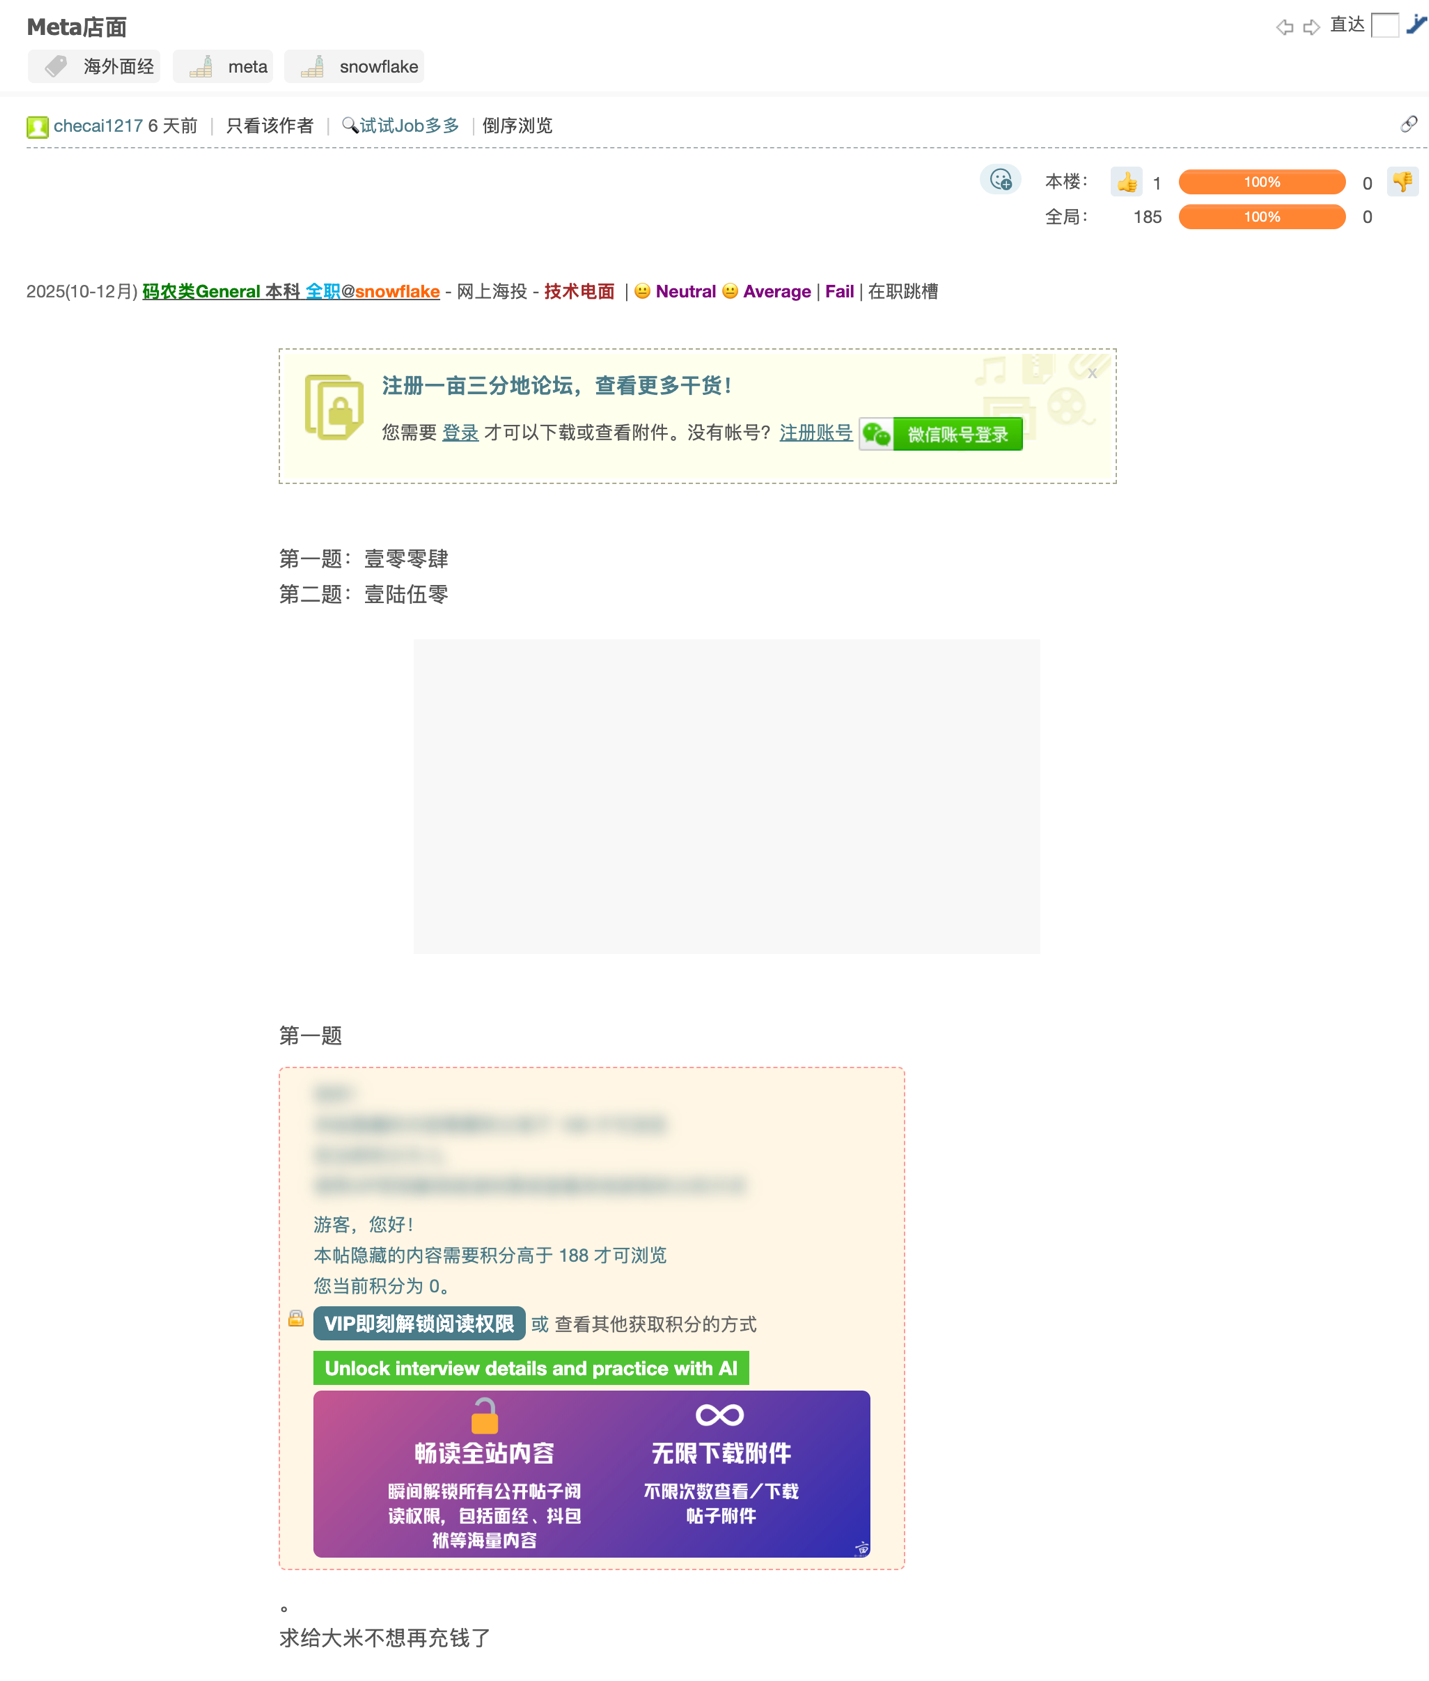 Meta店面
直达
海外面经
meta
snowflake
checai1217 6 天前 | 只看该作者 | 试试Job多多 | 倒序浏览
本楼： 👍 1 100% 0 👎
全局： 185 100% 0
2025(10-12月) 码农类General 本科 全职@snowflake - 网上海投 - 技术电面 | 😐 Neutral 😐 Average | Fail | 在职跳槽
注册一亩三分地论坛，查看更多干货！
x
您需要 登录 才可以下载或查看附件。没有帐号？注册账号 微信账号登录
第一题：壹零零肆
第二题：壹陆伍零
第一题
游客，您好！
本帖隐藏的内容需要积分高于 188 才可浏览
您当前积分为 0。
VIP即刻解锁阅读权限 或 查看其他获取积分的方式
Unlock interview details and practice with AI
畅读全站内容
瞬间解锁所有公开帖子阅
读权限，包括面经、抖包
袱等海量内容
无限下载附件
不限次数查看/下载
帖子附件
。
求给大米不想再充钱了